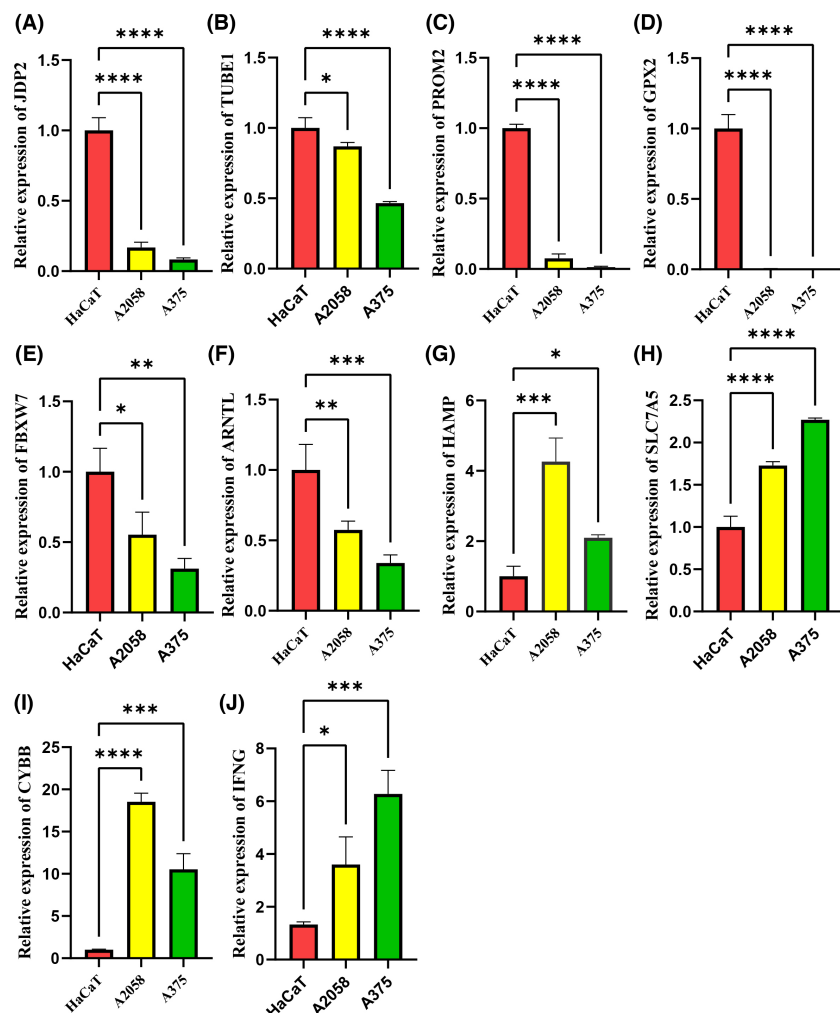 (A)
****
****
Relative expression of JDP2
1.5
1.0
0.5
0.0
HaCaT
A2058
A375
(B)
****
*
Relative expression of TUBE1
1.5
1.0
0.5
0.0
HaCaT
A2058
A375
(C)
****
****
Relative expression of PROM2
1.5
1.0
0.5
0.0
HaCaT
A2058
A375
(D)
****
****
Relative expression of GPX2
1.5
1.0
0.5
0.0
HaCaT
A2058
A375
(E)
**
*
Relative expression of FBXW7
1.5
1.0
0.5
0.0
HaCaT
A2058
A375
(F)
***
**
Relative expression of ARNTL
1.5
1.0
0.5
0.0
HaCaT
A2058
A375
(G)
*
***
Relative expression of HAMP
6
4
2
0
HaCaT
A2058
A375
(H)
****
****
Relative expression of SLC7A5
2.5
2.0
1.5
1.0
0.5
0.0
HaCaT
A2058
A375
(I)
***
****
Relative expression of CYBB
25
20
15
10
5
0
HaCaT
A2058
A375
(J)
***
*
Relative expression of IFNG
8
6
4
2
0
HaCaT
A2058
A375